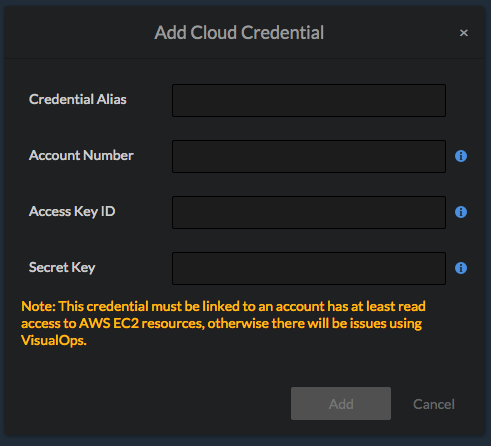 Add Cloud Credential ×
Credential Alias
Account Number
Access Key ID
Secret Key
Note: This credential must be linked to an account has at least read
access to AWS EC2 resources, otherwise there will be issues using
VisualOps.
Add Cancel